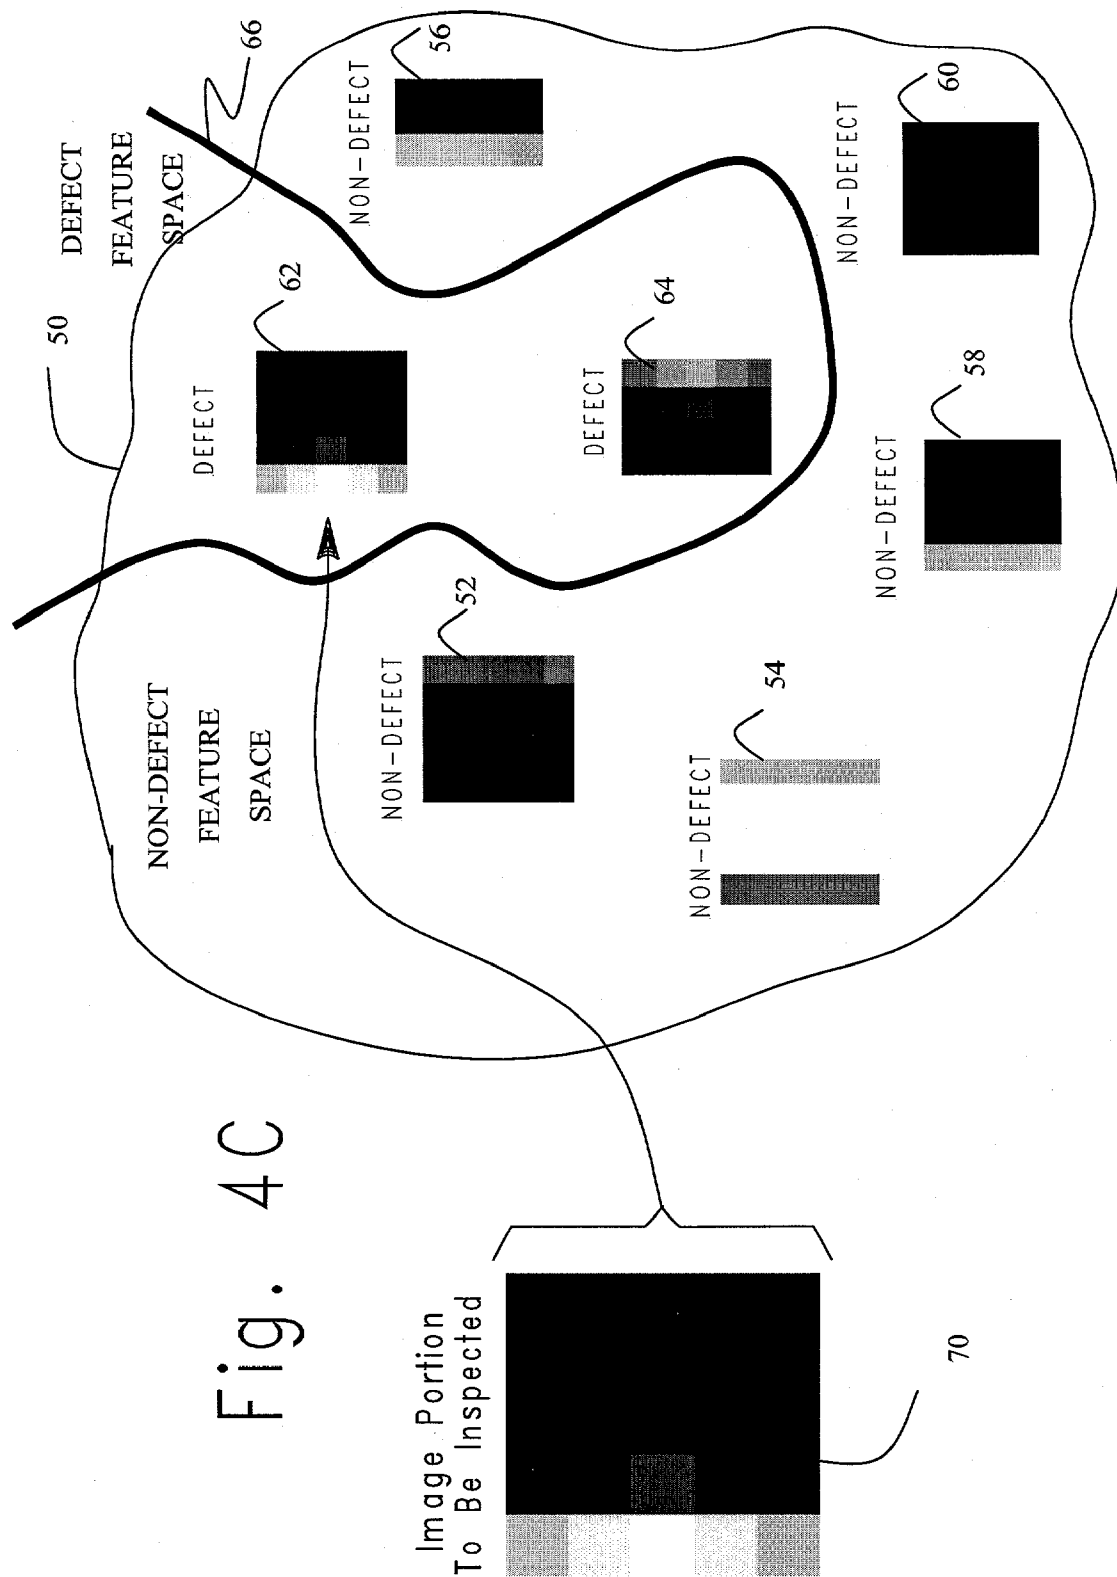 Fig. 4C
Image Portion
To Be Inspected
70
50
DEFECT
FEATURE
SPACE
66
NON-DEFECT
FEATURE
SPACE
DEFECT
62
NON-DEFECT
56
NON-DEFECT
52
DEFECT
64
NON-DEFECT
54
NON-DEFECT
58
NON-DEFECT
60